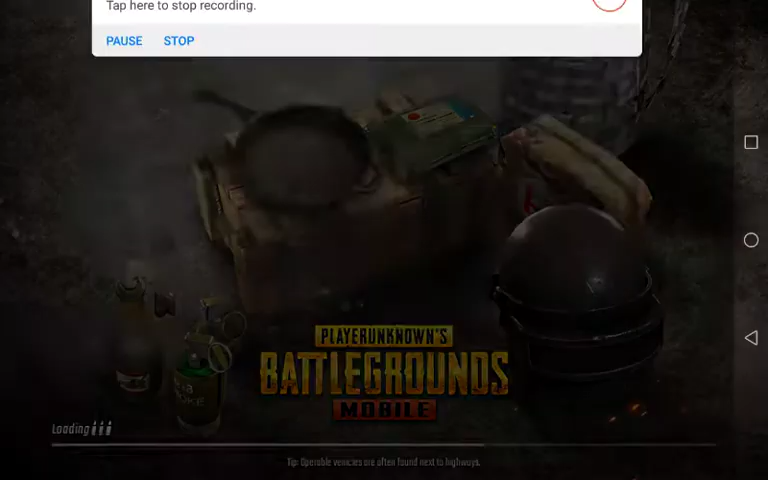 Tap here to stop recording.
PAUSE STOP
PLAYERUNKNOWN'S
BATTLEGROUNDS
MOBILE
Loading
Tip: Operable vehicles are often found next to highways.